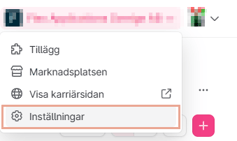 Tillägg
Marknadsplatsen
Visa karriärsidan
Inställningar